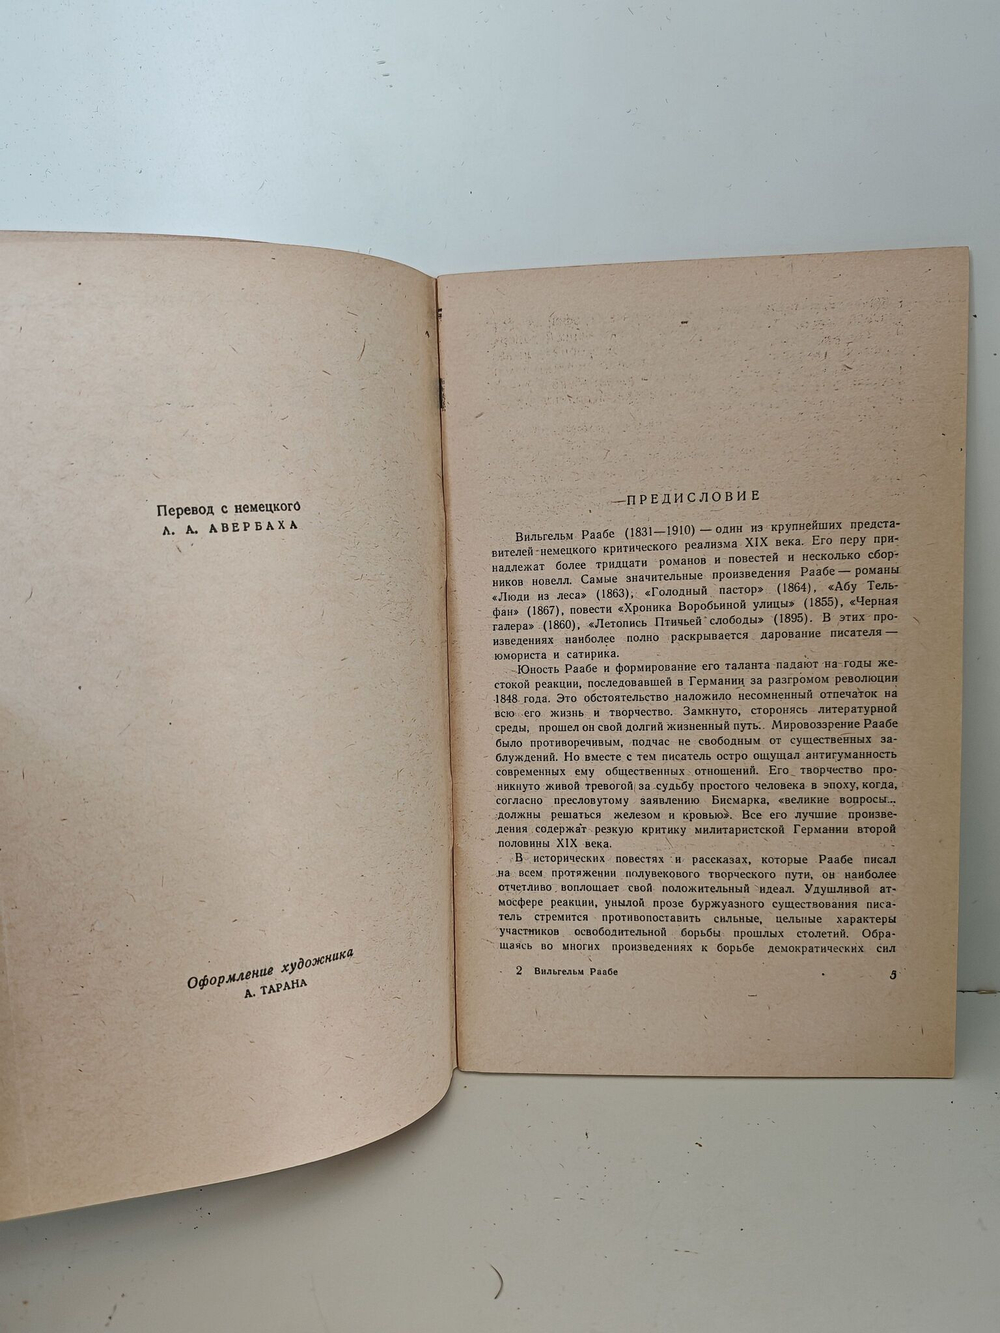 Перевод с немецкого
Л. А. АВЕРБАХА
Оформление художника
А. ТАРАНА
ПРЕДИСЛОВИЕ
Вильгельм Раабе (1831—1910) — один из крупнейших предста-
вителей немецкого критического реализма XIX века. Его перу при-
надлежат более тридцати романов и повестей и несколько сбор-
ников новелл. Самые значительные произведения Раабе — романы
«Люди из леса» (1863), «Голодный пастор» (1864), «Абу Тель-
фан» (1867), повести «Хроника Воробьиной улицы» (1855), «Черная
галера» (1860), «Летопись Птичьей слободы» (1895). В этих про-
изведениях наиболее полно раскрывается дарование писателя —
юмориста и сатирика.
Юность Раабе и формирование его таланта падают на годы же-
стокой реакции, последовавшей в Германии за разгромом революции
1848 года. Это обстоятельство наложило несомненный отпечаток на
всю его жизнь и творчество. Замкнуто, сторонясь литературной
среды, прошел он свой долгий жизненный путь. Мировоззрение Раабе
было противоречивым, подчас не свободным от существенных за-
блуждений. Но вместе с тем писатель остро ощущал антигуманность
современных ему общественных отношений. Его творчество про-
никнуто живой тревогой за судьбу простого человека в эпоху, когда,
согласно пресловутому заявлению Бисмарка, «великие вопросы...
должны решаться железом и кровью». Все его лучшие произве-
дения содержат резкую критику милитаристской Германии второй
половины XIX века.
В исторических повестях и рассказах, которые Раабе писал
на всем протяжении полувекового творческого пути, он наиболее
отчетливо воплощает свой положительный идеал. Удушливой ат-
мосфере реакции, унылой прозе буржуазного существования писа-
тель стремится противопоставить сильные, цельные характеры
участников освободительной борьбы прошлых столетий. Обра-
щаясь во многих произведениях к борьбе демократических сил
2 Вильгельм Раабе
5